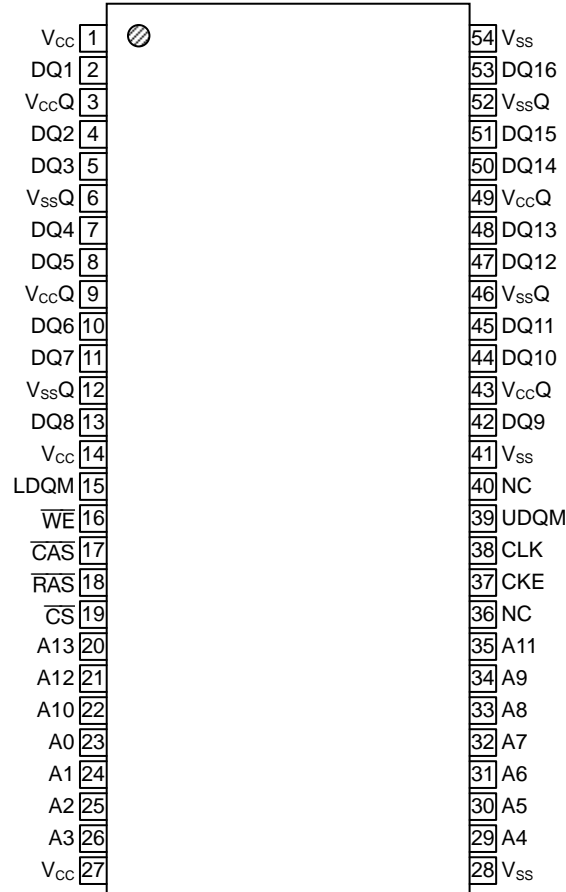 VCC 1 54 VSS
DQ1 2 53 DQ16
VCCQ 3 52 VSSQ
DQ2 4 51 DQ15
DQ3 5 50 DQ14
VSSQ 6 49 VCCQ
DQ4 7 48 DQ13
DQ5 8 47 DQ12
VCCQ 9 46 VSSQ
DQ6 10 45 DQ11
DQ7 11 44 DQ10
VSSQ 12 43 VCCQ
DQ8 13 42 DQ9
VCC 14 41 VSS
LDQM 15 40 NC
WE 16 39 UDQM
CAS 17 38 CLK
RAS 18 37 CKE
CS 19 36 NC
A13 20 35 A11
A12 21 34 A9
A10 22 33 A8
A0 23 32 A7
A1 24 31 A6
A2 25 30 A5
A3 26 29 A4
VCC 27 28 VSS